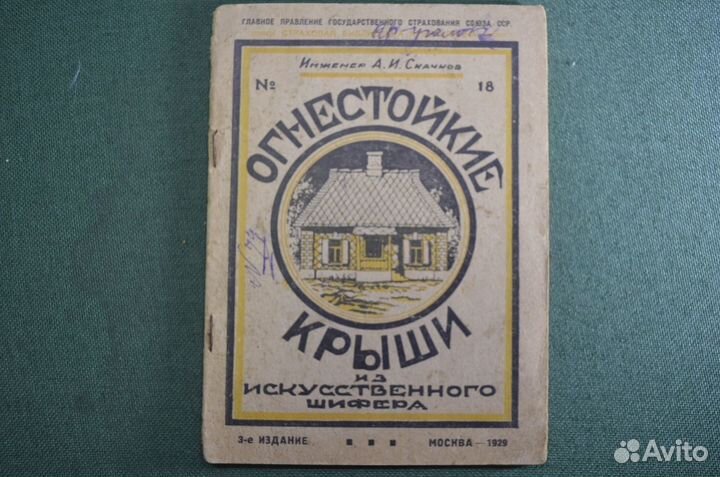 ГЛАВНОЕ ПРАВЛЕНИЕ ГОСУДАРСТВЕННОГО СТРАХОВАНИЯ СОЮЗА ССР.
ИНЖЕНЕР А.И. СКАЧКОВ
№ 18
ОГНЕСТОЙКИЕ
КРЫШИ
ИЗ
ИСКУССТВЕННОГО
ШИФЕРА
3-е ИЗДАНИЕ МОСКВА — 1929
Avito